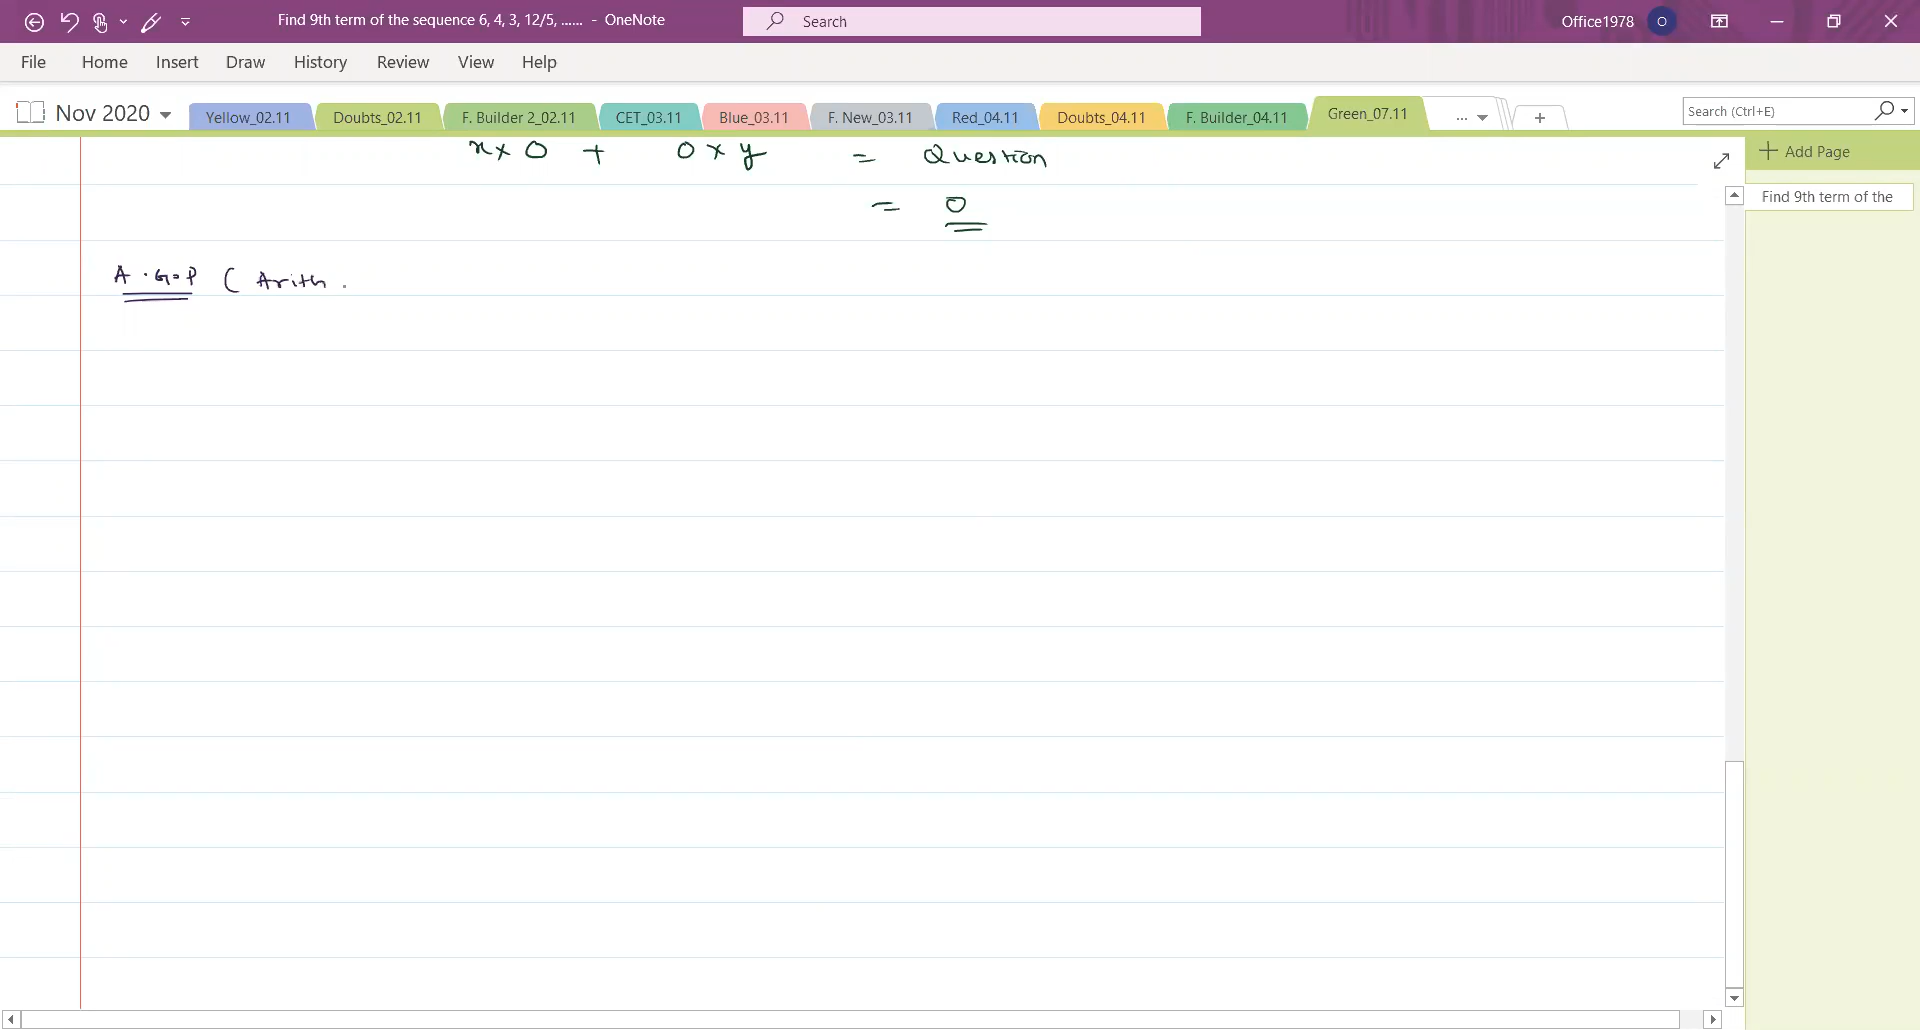 Find 9th term of the sequence 6, 4, 3, 12/5, ...... - OneNote
Search
Office1978
O
File Home Insert Draw History Review View Help
Nov 2020
Yellow_02.11 Doubts_02.11 F. Builder 2_02.11 CET_03.11 Blue_03.11 F. New_03.11 Red_04.11 Doubts_04.11 F. Builder_04.11 Green_07.11 ...
Search (Ctrl+E)
Add Page
Find 9th term of the
x × 0 + 0 × y = Question
= 0
A.G.P ( Arith .